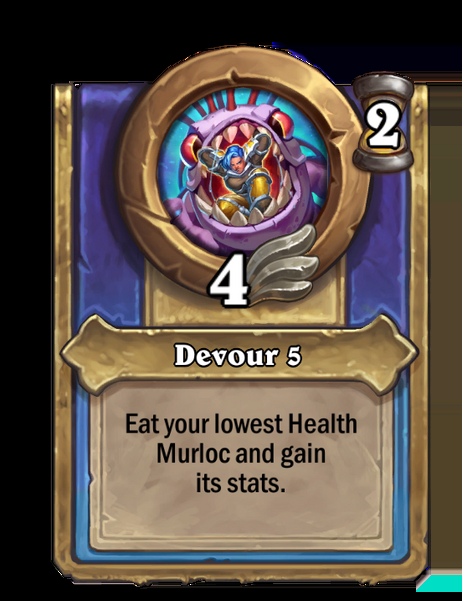 2
4
Devour 5
Eat your lowest Health
Murloc and gain
its stats.